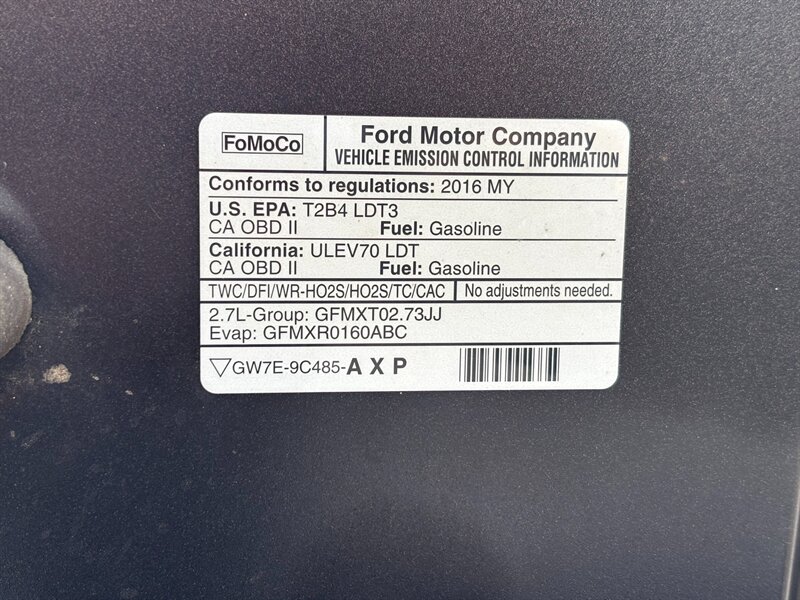 FoMoCo
Ford Motor Company
VEHICLE EMISSION CONTROL INFORMATION
Conforms to regulations: 2016 MY
U.S. EPA: T2B4 LDT3
CA OBD II Fuel: Gasoline
California: ULEV70 LDT
CA OBD II Fuel: Gasoline
TWC/DFI/WR-HO2S/HO2S/TC/CAC No adjustments needed.
2.7L-Group: GFMXT02.73JJ
Evap: GFMXR0160ABC
GW7E-9C485-A X P